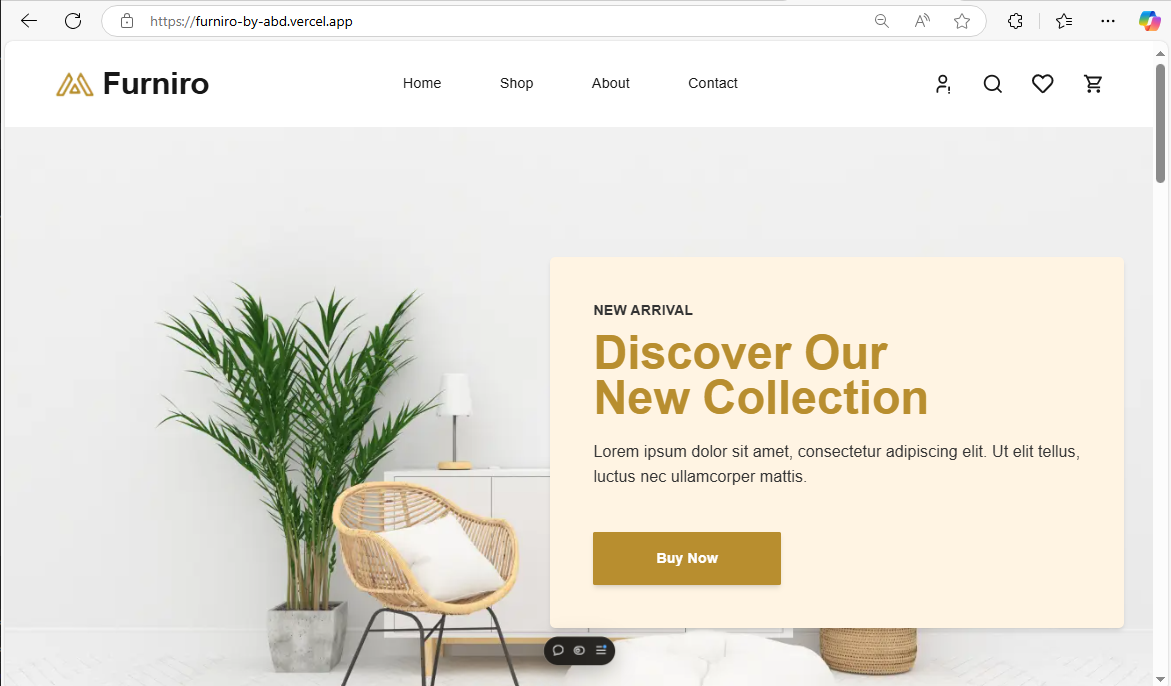 https://furniro-by-abd.vercel.app
Furniro
Home
Shop
About
Contact
NEW ARRIVAL
Discover Our
New Collection
Lorem ipsum dolor sit amet, consectetur adipiscing elit. Ut elit tellus,
luctus nec ullamcorper mattis.
Buy Now